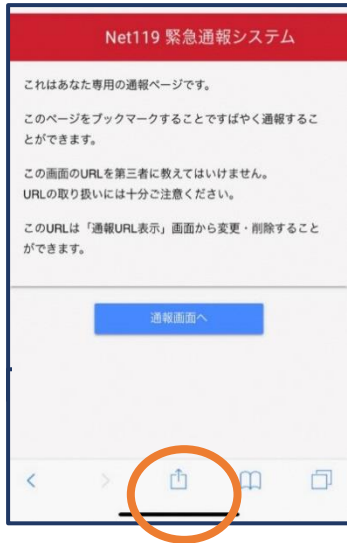 Net119 緊急通報システム
これはあなた専用の通報ページです。
このページをブックマークすることですばやく通報するこ
とができます。
この画面のURLを第三者に教えてはいけません。
URLの取り扱いには十分ご注意ください。
このURLは「通報URL表示」画面から変更・削除すること
ができます。
通報画面へ